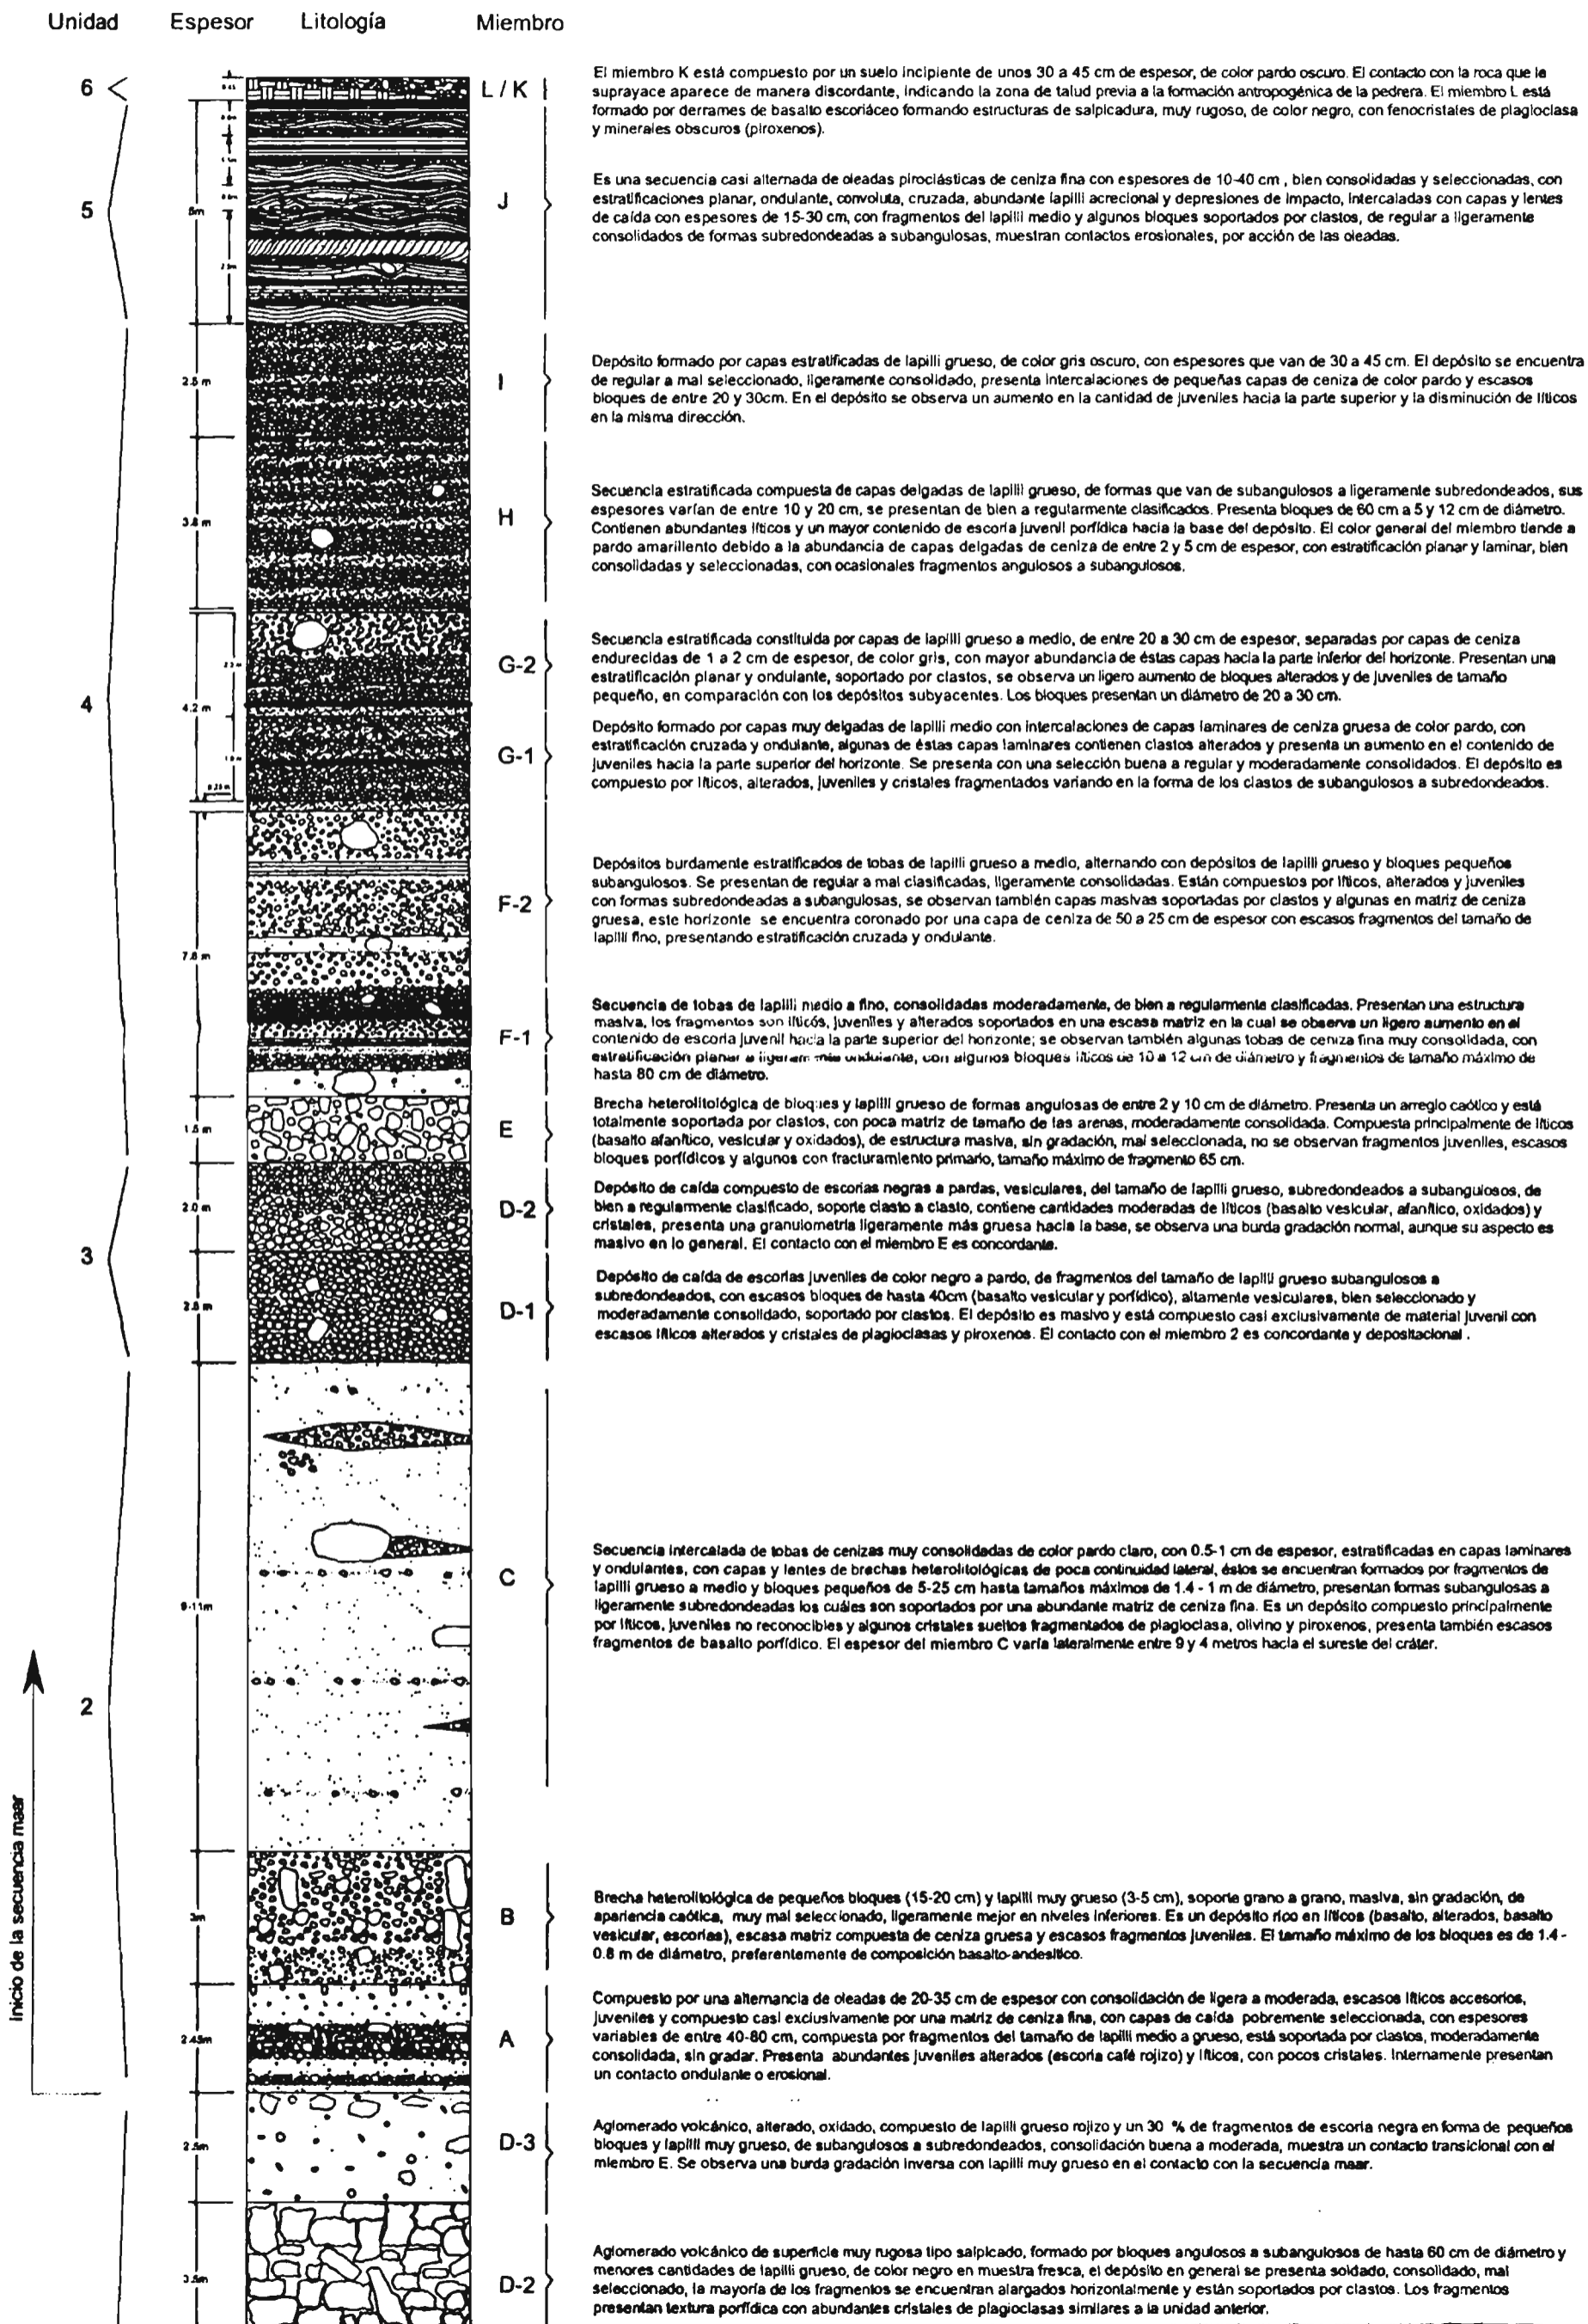 Unidad Espesor Litología Miembro
6
L / K
El miembro K está compuesto por un suelo incipiente de unos 30 a 45 cm de espesor, de color pardo oscuro. El contacto con la roca que le
suprayace aparece de manera discordante, indicando la zona de talud previa a la formación antropogénica de la pedrera. El miembro L está
formado por derrames de basalto escoriáceo formando estructuras de salpicadura, muy rugoso, de color negro, con fenocristales de plagioclasa
y minerales obscuros (piroxenos).
5
5m
J
Es una secuencia casi alternada de oleadas piroclásticas de ceniza fina con espesores de 10-40 cm , bien consolidadas y seleccionadas, con
estratificaciones planar, ondulante, convoluta, cruzada, abundante lapilli acrecional y depresiones de impacto, intercaladas con capas y lentes
de caída con espesores de 15-30 cm, con fragmentos del lapilli medio y algunos bloques soportados por clastos, de regular a ligeramente
consolidados de formas subredondeadas a subangulosas, muestran contactos erosionales, por acción de las oleadas.
4
2.5 m
I
Depósito formado por capas estratificadas de lapilli grueso, de color gris oscuro, con espesores que van de 30 a 45 cm. El depósito se encuentra
de regular a mal seleccionado, ligeramente consolidado, presenta intercalaciones de pequeñas capas de ceniza de color pardo y escasos
bloques de entre 20 y 30cm. En el depósito se observa un aumento en la cantidad de juveniles hacia la parte superior y la disminución de líticos
en la misma dirección.
3.8 m
H
Secuencia estratificada compuesta de capas delgadas de lapilli grueso, de formas que van de subangulosos a ligeramente subredondeados, sus
espesores varían de entre 10 y 20 cm, se presentan de bien a regularmente clasificados. Presenta bloques de 60 cm a 5 y 12 cm de diámetro.
Contienen abundantes líticos y un mayor contenido de escoria juvenil porfídica hacia la base del depósito. El color general del miembro tiende a
pardo amarillento debido a la abundancia de capas delgadas de ceniza de entre 2 y 5 cm de espesor, con estratificación planar y laminar, bien
consolidadas y seleccionadas, con ocasionales fragmentos angulosos a subangulosos.
4.2 m
G-2
Secuencia estratificada constituida por capas de lapilli grueso a medio, de entre 20 a 30 cm de espesor, separadas por capas de ceniza
endurecidas de 1 a 2 cm de espesor, de color gris, con mayor abundancia de éstas capas hacia la parte inferior del horizonte. Presentan una
estratificación planar y ondulante, soportado por clastos, se observa un ligero aumento de bloques alterados y de juveniles de tamaño
pequeño, en comparación con los depósitos subyacentes. Los bloques presentan un diámetro de 20 a 30 cm.
G-1
Depósito formado por capas muy delgadas de lapilli medio con intercalaciones de capas laminares de ceniza gruesa de color pardo, con
estratificación cruzada y ondulante, algunas de éstas capas laminares contienen clastos alterados y presenta un aumento en el contenido de
juveniles hacia la parte superior del horizonte. Se presenta con una selección buena a regular y moderadamente consolidados. El depósito es
compuesto por líticos, alterados, juveniles y cristales fragmentados variando en la forma de los clastos de subangulosos a subredondeados.
0.25 m
7.8 m
F-2
Depósitos burdamente estratificados de tobas de lapilli grueso a medio, alternando con depósitos de lapilli grueso y bloques pequeños
subangulosos. Se presentan de regular a mal clasificadas, ligeramente consolidadas. Están compuestos por líticos, alterados y juveniles
con formas subredondeadas a subangulosas, se observan también capas masivas soportadas por clastos y algunas en matriz de ceniza
gruesa, este horizonte se encuentra coronado por una capa de ceniza de 50 a 25 cm de espesor con escasos fragmentos del tamaño de
lapilli fino, presentando estratificación cruzada y ondulante.
F-1
Secuencia de tobas de lapilli medio a fino, consolidadas moderadamente, de bien a regularmente clasificadas. Presentan una estructura
masiva, los fragmentos son líticós, juveniles y alterados soportados en una escasa matriz en la cual se observa un ligero aumento en el
contenido de escoria juvenil hacia la parte superior del horizonte; se observan también algunas tobas de ceniza fina muy consolidada, con
estratificación planar a ondulante, con algunos bloques líticos de 10 a 12 cm de diámetro y fragmentos de tamaño máximo de
hasta 80 cm de diámetro.
1.5 m
E
Brecha heterolitológica de bloques y lapilli grueso de formas angulosas de entre 2 y 10 cm de diámetro. Presenta un arreglo caótico y está
totalmente soportada por clastos, con poca matriz de tamaño de las arenas, moderadamente consolidada. Compuesta principalmente de líticos
(basalto afanítico, vesicular y oxidados), de estructura masiva, sin gradación, mal seleccionada, no se observan fragmentos juveniles, escasos
bloques porfídicos y algunos con fracturamiento primario, tamaño máximo de fragmento 65 cm.
3
2.0 m
D-2
Depósito de caída compuesto de escorias negras a pardas, vesiculares, del tamaño de lapilli grueso, subredondeados a subangulosos, de
bien a regularmente clasificado, soporte clasto a clasto, contiene cantidades moderadas de líticos (basalto vesicular, afanítico, oxidados) y
cristales, presenta una granulometría ligeramente más gruesa hacia la base, se observa una burda gradación normal, aunque su aspecto es
masivo en lo general. El contacto con el miembro E es concordante.
2.8 m
D-1
Depósito de caída de escorias juveniles de color negro a pardo, de fragmentos del tamaño de lapilli grueso subangulosos a
subredondeados, con escasos bloques de hasta 40cm (basalto vesicular y porfídico), altamente vesiculares, bien seleccionado y
moderadamente consolidado, soportado por clastos. El depósito es masivo y está compuesto casi exclusivamente de material juvenil con
escasos líticos alterados y cristales de plagioclasas y piroxenos. El contacto con el miembro 2 es concordante y depositacional .
2
9-11m
C
Secuencia intercalada de tobas de cenizas muy consolidadas de color pardo claro, con 0.5-1 cm de espesor, estratificadas en capas laminares
y ondulantes, con capas y lentes de brechas heterolitológicas de poca continuidad lateral, éstos se encuentran formados por fragmentos de
lapilli grueso a medio y bloques pequeños de 5-25 cm hasta tamaños máximos de 1.4 - 1 m de diámetro, presentan formas subangulosas a
ligeramente subredondeadas los cuáles son soportados por una abundante matriz de ceniza fina. Es un depósito compuesto principalmente
por líticos, juveniles no reconocibles y algunos cristales sueltos fragmentados de plagioclasa, olivino y piroxenos, presenta también escasos
fragmentos de basalto porfídico. El espesor del miembro C varía lateralmente entre 9 y 4 metros hacia el sureste del cráter.
Inicio de la secuencia maar
3m
B
Brecha heterolitológica de pequeños bloques (15-20 cm) y lapilli muy grueso (3-5 cm), soporte grano a grano, masiva, sin gradación, de
apariencia caótica, muy mal seleccionado, ligeramente mejor en niveles inferiores. Es un depósito rico en líticos (basalto, alterados, basalto
vesicular, escorias), escasa matriz compuesta de ceniza gruesa y escasos fragmentos juveniles. El tamaño máximo de los bloques es de 1.4 -
0.8 m de diámetro, preferentemente de composición basalto-andesítico.
2.45m
A
Compuesto por una alternancia de oleadas de 20-35 cm de espesor con consolidación de ligera a moderada, escasos líticos accesorios,
juveniles y compuesto casi exclusivamente por una matriz de ceniza fina, con capas de caída pobremente seleccionada, con espesores
variables de entre 40-80 cm, compuesta por fragmentos del tamaño de lapilli medio a grueso, está soportada por clastos, moderadamente
consolidada, sin gradar. Presenta abundantes juveniles alterados (escoria café rojizo) y líticos, con pocos cristales. Internamente presentan
un contacto ondulante o erosional.
2.5m
D-3
Aglomerado volcánico, alterado, oxidado, compuesto de lapilli grueso rojizo y un 30 % de fragmentos de escoria negra en forma de pequeños
bloques y lapilli muy grueso, de subangulosos a subredondeados, consolidación buena a moderada, muestra un contacto transicional con el
miembro E. Se observa una burda gradación inversa con lapilli muy grueso en el contacto con la secuencia maar.
3.5m
D-2
Aglomerado volcánico de superficie muy rugosa tipo salpicado, formado por bloques angulosos a subangulosos de hasta 60 cm de diámetro y
menores cantidades de lapilli grueso, de color negro en muestra fresca, el depósito en general se presenta soldado, consolidado, mal
seleccionado, la mayoría de los fragmentos se encuentran alargados horizontalmente y están soportados por clastos. Los fragmentos
presentan textura porfídica con abundantes cristales de plagioclasas similares a la unidad anterior.